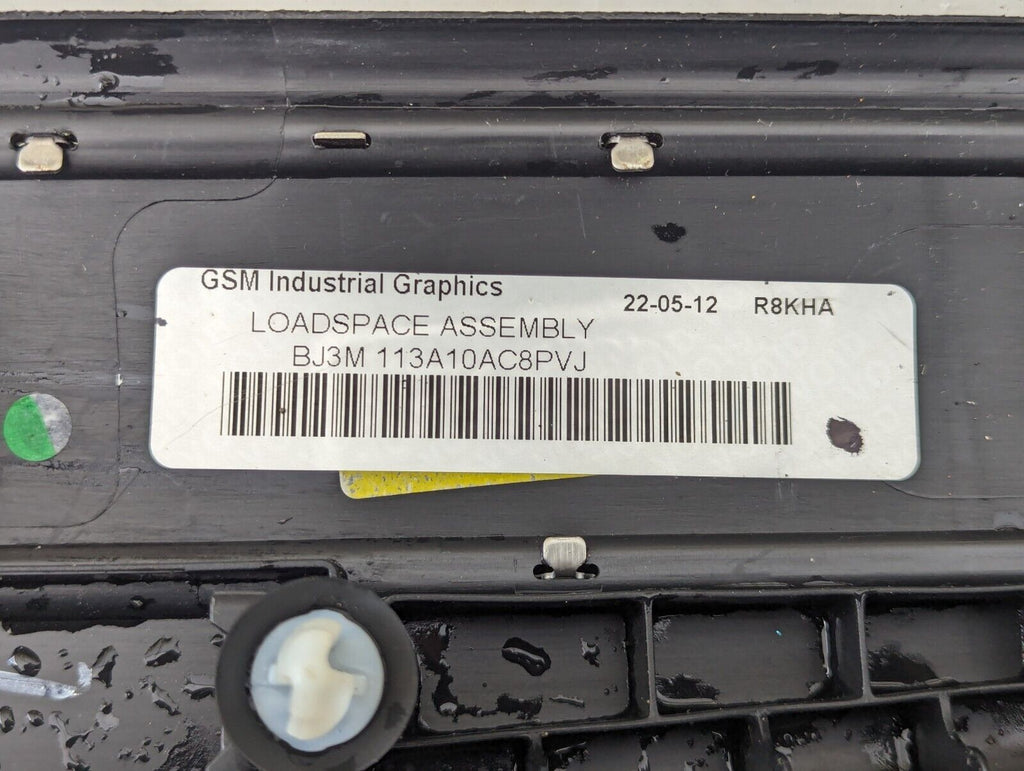 GSM Industrial Graphics
22-05-12 R8KHA
LOADSPACE ASSEMBLY
BJ3M 113A10AC8PVJ